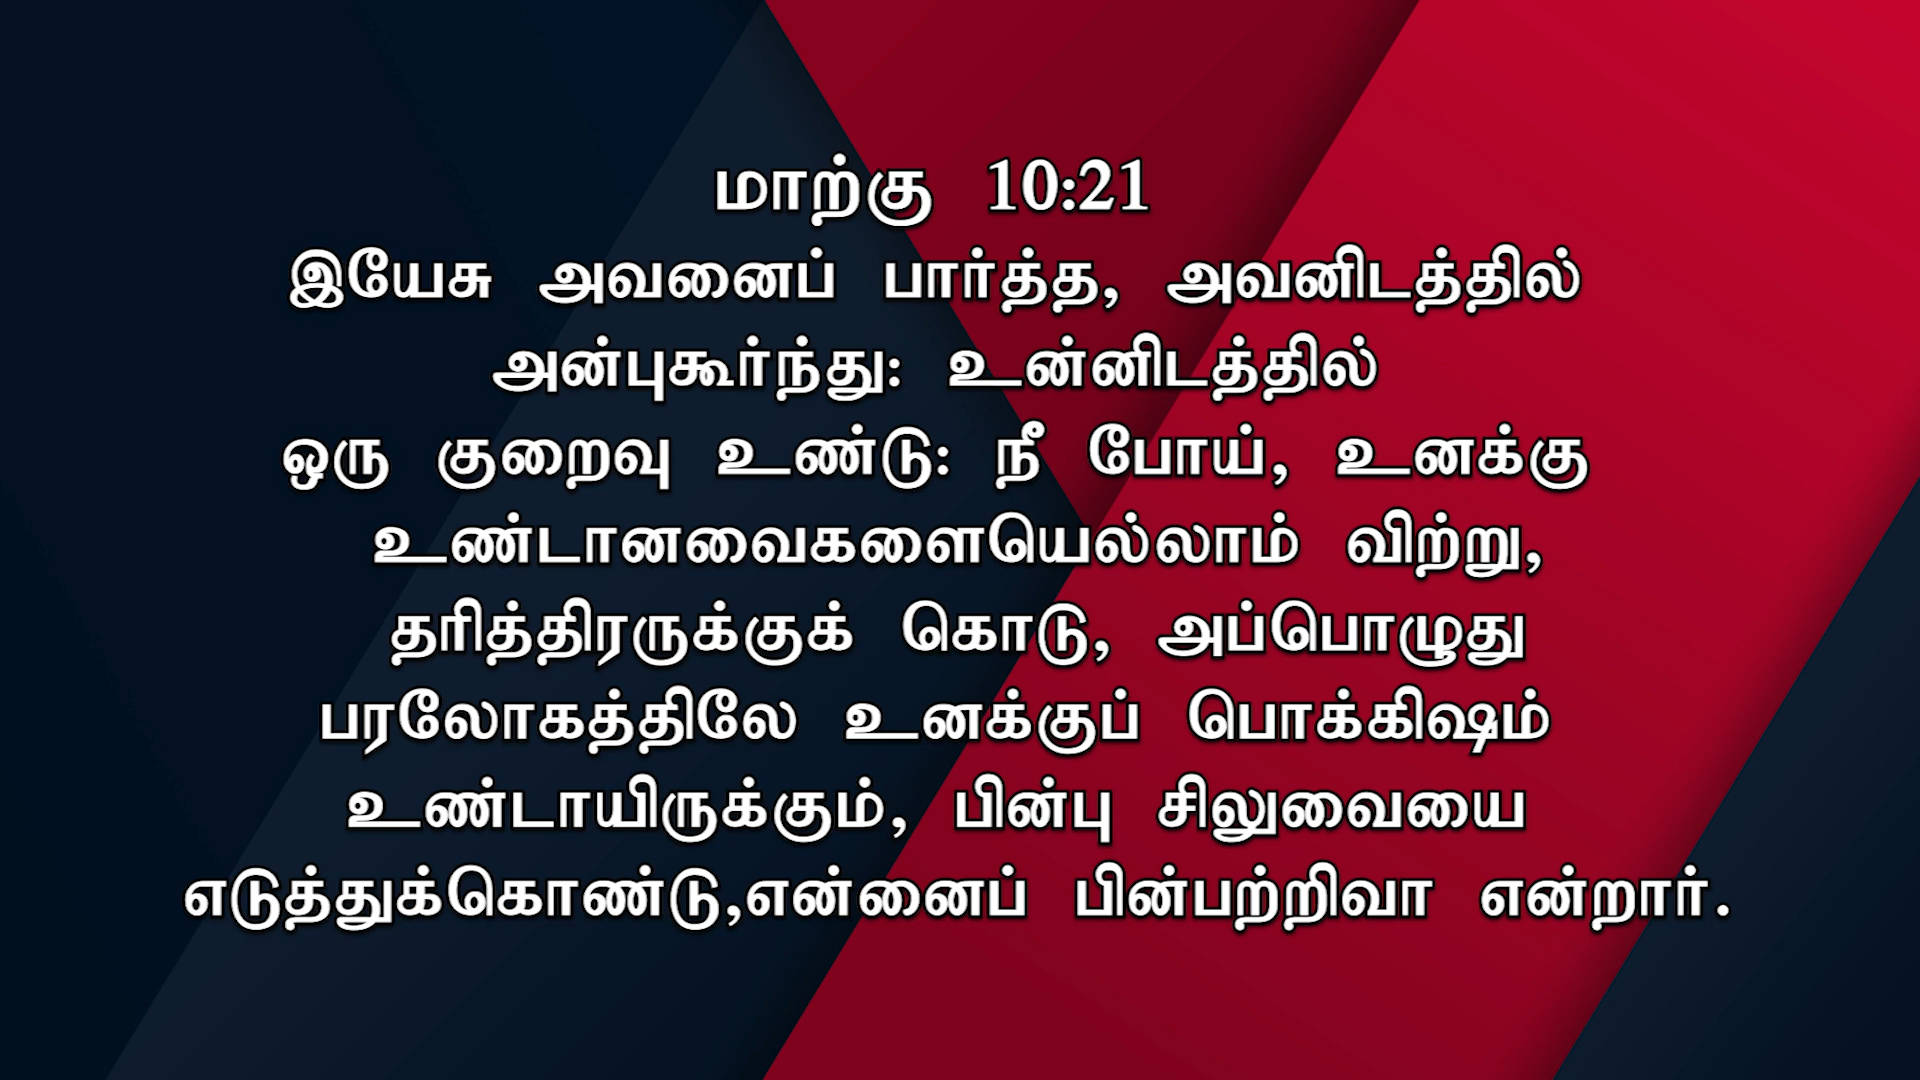 மாற்கு 10:21
இயேசு அவனைப் பார்த்த, அவனிடத்தில்
அன்புகூர்ந்து: உன்னிடத்தில்
ஒரு குறைவு உண்டு: நீ போய், உனக்கு
உண்டானவைகளையெல்லாம் விற்று,
தரித்திரருக்குக் கொடு, அப்பொழுது
பரலோகத்திலே உனக்குப் பொக்கிஷம்
உண்டாயிருக்கும், பின்பு சிலுவையை
எடுத்துக்கொண்டு,என்னைப் பின்பற்றிவா என்றார்.